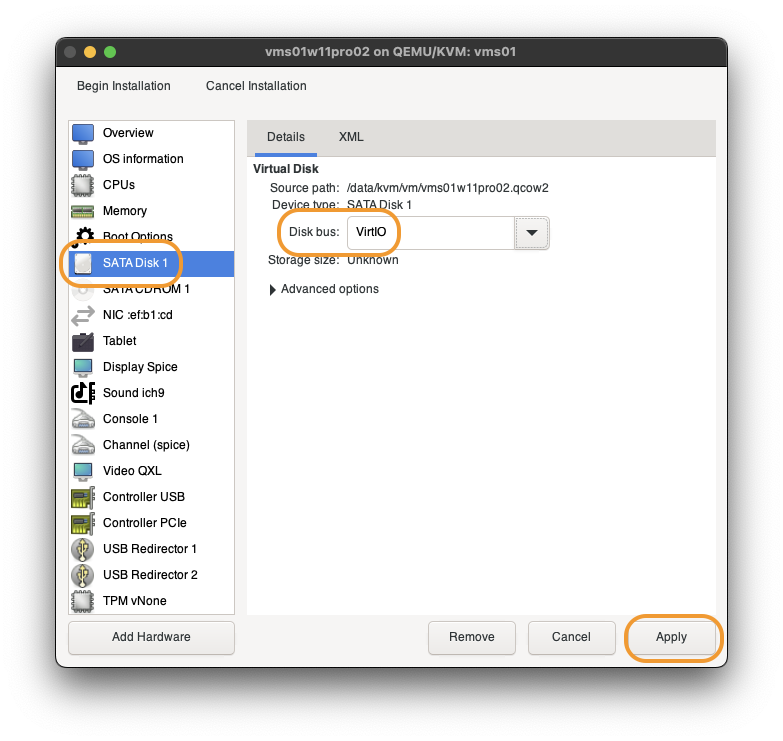 vms01w11pro02 on QEMU/KVM: vms01
Begin Installation Cancel Installation
Overview
OS information
CPUs
Memory
Boot Options
SATA Disk 1
SATA CDROM 1
NIC :ef:b1:cd
Tablet
Display Spice
Sound ich9
Console 1
Channel (spice)
Video QXL
Controller USB
Controller PCIe
USB Redirector 1
USB Redirector 2
TPM vNone
Add Hardware
Details XML
Virtual Disk
Source path: /data/kvm/vm/vms01w11pro02.qcow2
Device type: SATA Disk 1
Disk bus: VirtIO
Storage size: Unknown
Advanced options
Remove Cancel Apply